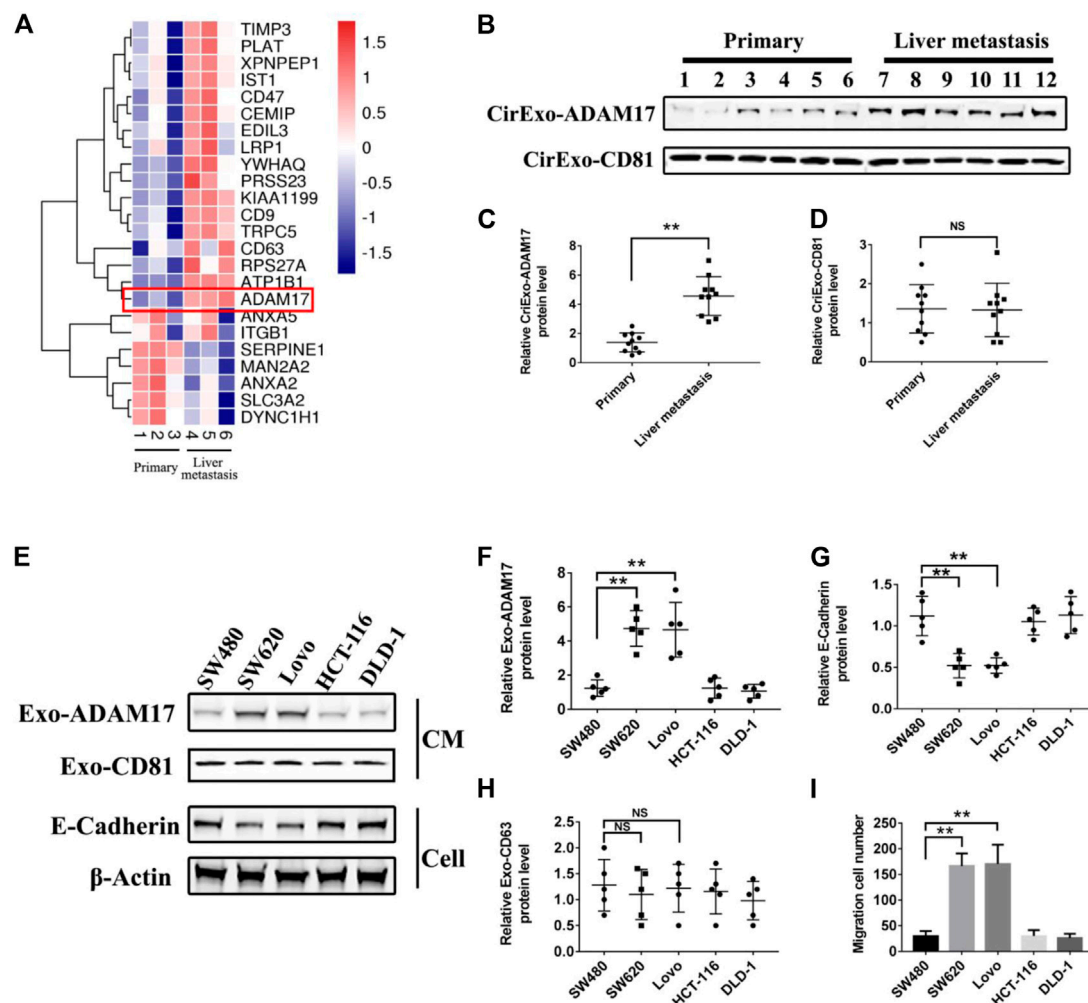 A
TIMP3
PLAT
XPNPEP1
IST1
CD47
CEMIP
EDIL3
LRP1
YWHAQ
PRSS23
KIAA1199
CD9
TRPC5
CD63
RPS27A
ATP1B1
ADAM17
ANXA5
ITGB1
SERPINE1
MAN2A2
ANXA2
SLC3A2
DYNC1H1
1.5
1
0.5
0
-0.5
-1
-1.5
1 2 3 4 5 6
Primary Liver
metastasis
B
Primary Liver metastasis
1 2 3 4 5 6 7 8 9 10 11 12
CirExo-ADAM17
CirExo-CD81
C
Relative CriExo-ADAM17
protein level
8
6
4
2
0
**
Primary
Liver metastasis
D
Relative CriExo-CD81
protein level
4
3
2
1
0
NS
Primary
Liver metastasis
E
SW480 SW620 Lovo HCT-116 DLD-1
Exo-ADAM17
Exo-CD81
CM
E-Cadherin
β-Actin
Cell
F
Relative Exo-ADAM17
protein level
8
6
4
2
0
**
**
SW480 SW620 Lovo HCT-116 DLD-1
G
Relative E-Cadherin
protein level
1.5
1.0
0.5
0.0
**
**
SW480 SW620 Lovo HCT-116 DLD-1
H
Relative Exo-CD63
protein level
2.5
2.0
1.5
1.0
0.5
0.0
NS
NS
SW480 SW620 Lovo HCT-116 DLD-1
I
Migration cell number
250
200
150
100
50
0
**
**
SW480 SW620 Lovo HCT-116 DLD-1